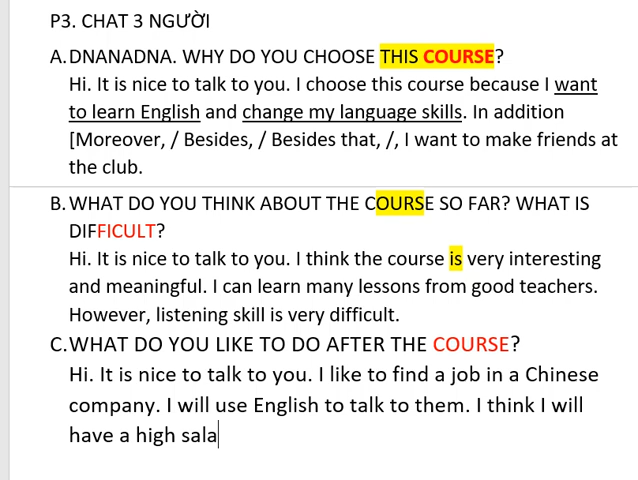 P3. CHAT 3 NGƯỜI
A. DNANADNA. WHY DO YOU CHOOSE THIS COURSE?
Hi. It is nice to talk to you. I choose this course because I want
to learn English and change my language skills. In addition
[Moreover, / Besides, / Besides that, /, I want to make friends at
the club.
B. WHAT DO YOU THINK ABOUT THE COURSE SO FAR? WHAT IS
DIFFICULT?
Hi. It is nice to talk to you. I think the course is very interesting
and meaningful. I can learn many lessons from good teachers.
However, listening skill is very difficult.
C. WHAT DO YOU LIKE TO DO AFTER THE COURSE?
Hi. It is nice to talk to you. I like to find a job in a Chinese
company. I will use English to talk to them. I think I will
have a high sala